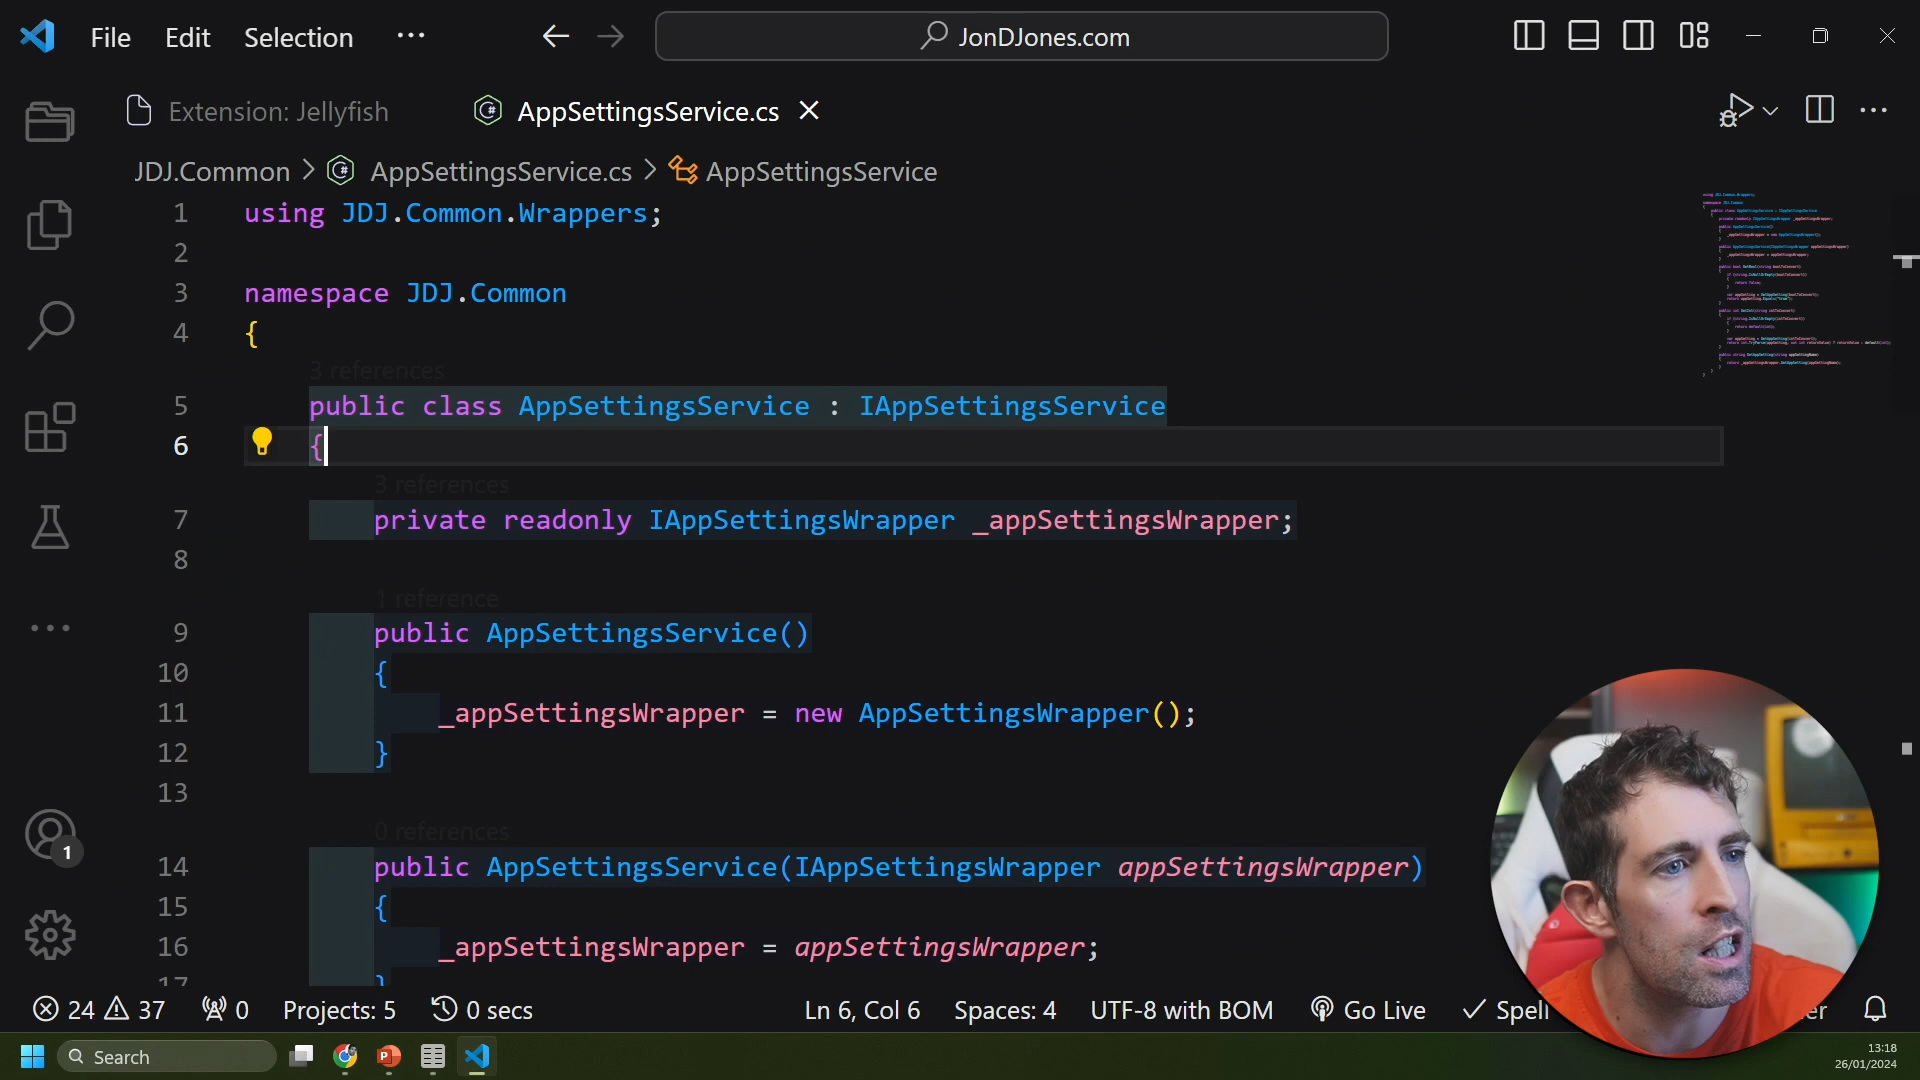 File Edit Selection ··· JonDJones.com
Extension: Jellyfish AppSettingsService.cs
JDJ.Common > AppSettingsService.cs > AppSettingsService
1 using JDJ.Common.Wrappers;
2
3 namespace JDJ.Common
4 {
3 references
5 public class AppSettingsService : IAppSettingsService
6 {
3 references
7 private readonly IAppSettingsWrapper _appSettingsWrapper;
8
1 reference
9 public AppSettingsService()
10 {
11 _appSettingsWrapper = new AppSettingsWrapper();
12 }
13
0 references
14 public AppSettingsService(IAppSettingsWrapper appSettingsWrapper)
15 {
16 _appSettingsWrapper = appSettingsWrapper;
17 }
1
24 37 0 Projects: 5 0 secs Ln 6, Col 6 Spaces: 4 UTF-8 with BOM Go Live Spell er
Search
13:18
26/01/2024